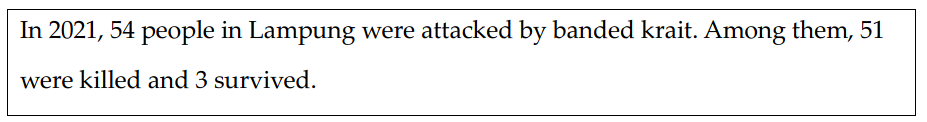 In 2021, 54 people in Lampung were attacked by banded krait. Among them, 51
were killed and 3 survived.